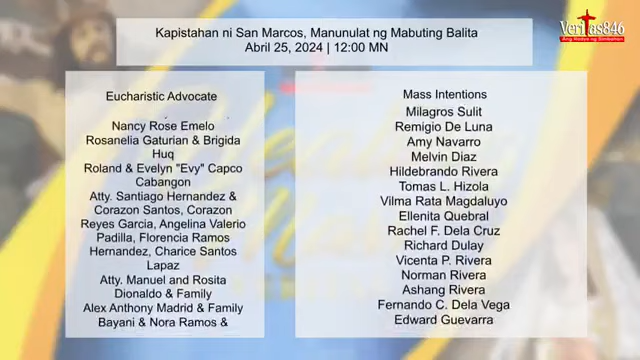 Kapistahan ni San Marcos, Manunulat ng Mabuting Balita
Abril 25, 2024 | 12:00 MN
Veritas846
Ang Radyo ng Simbahan
Eucharistic Advocate
Nancy Rose Emelo
Rosanelia Gaturian & Brigida
Huq
Roland & Evelyn "Evy" Capco
Cabangon
Atty. Santiago Hernandez &
Corazon Santos, Corazon
Reyes Garcia, Angelina Valerio
Padilla, Florencia Ramos
Hernandez, Charice Santos
Lapaz
Atty. Manuel and Rosita
Dionaldo & Family
Alex Anthony Madrid & Family
Bayani & Nora Ramos &
Mass Intentions
Milagros Sulit
Remigio De Luna
Amy Navarro
Melvin Diaz
Hildebrando Rivera
Tomas L. Hizola
Vilma Rata Magdaluyo
Ellenita Quebral
Rachel F. Dela Cruz
Richard Dulay
Vicenta P. Rivera
Norman Rivera
Ashang Rivera
Fernando C. Dela Vega
Edward Guevarra